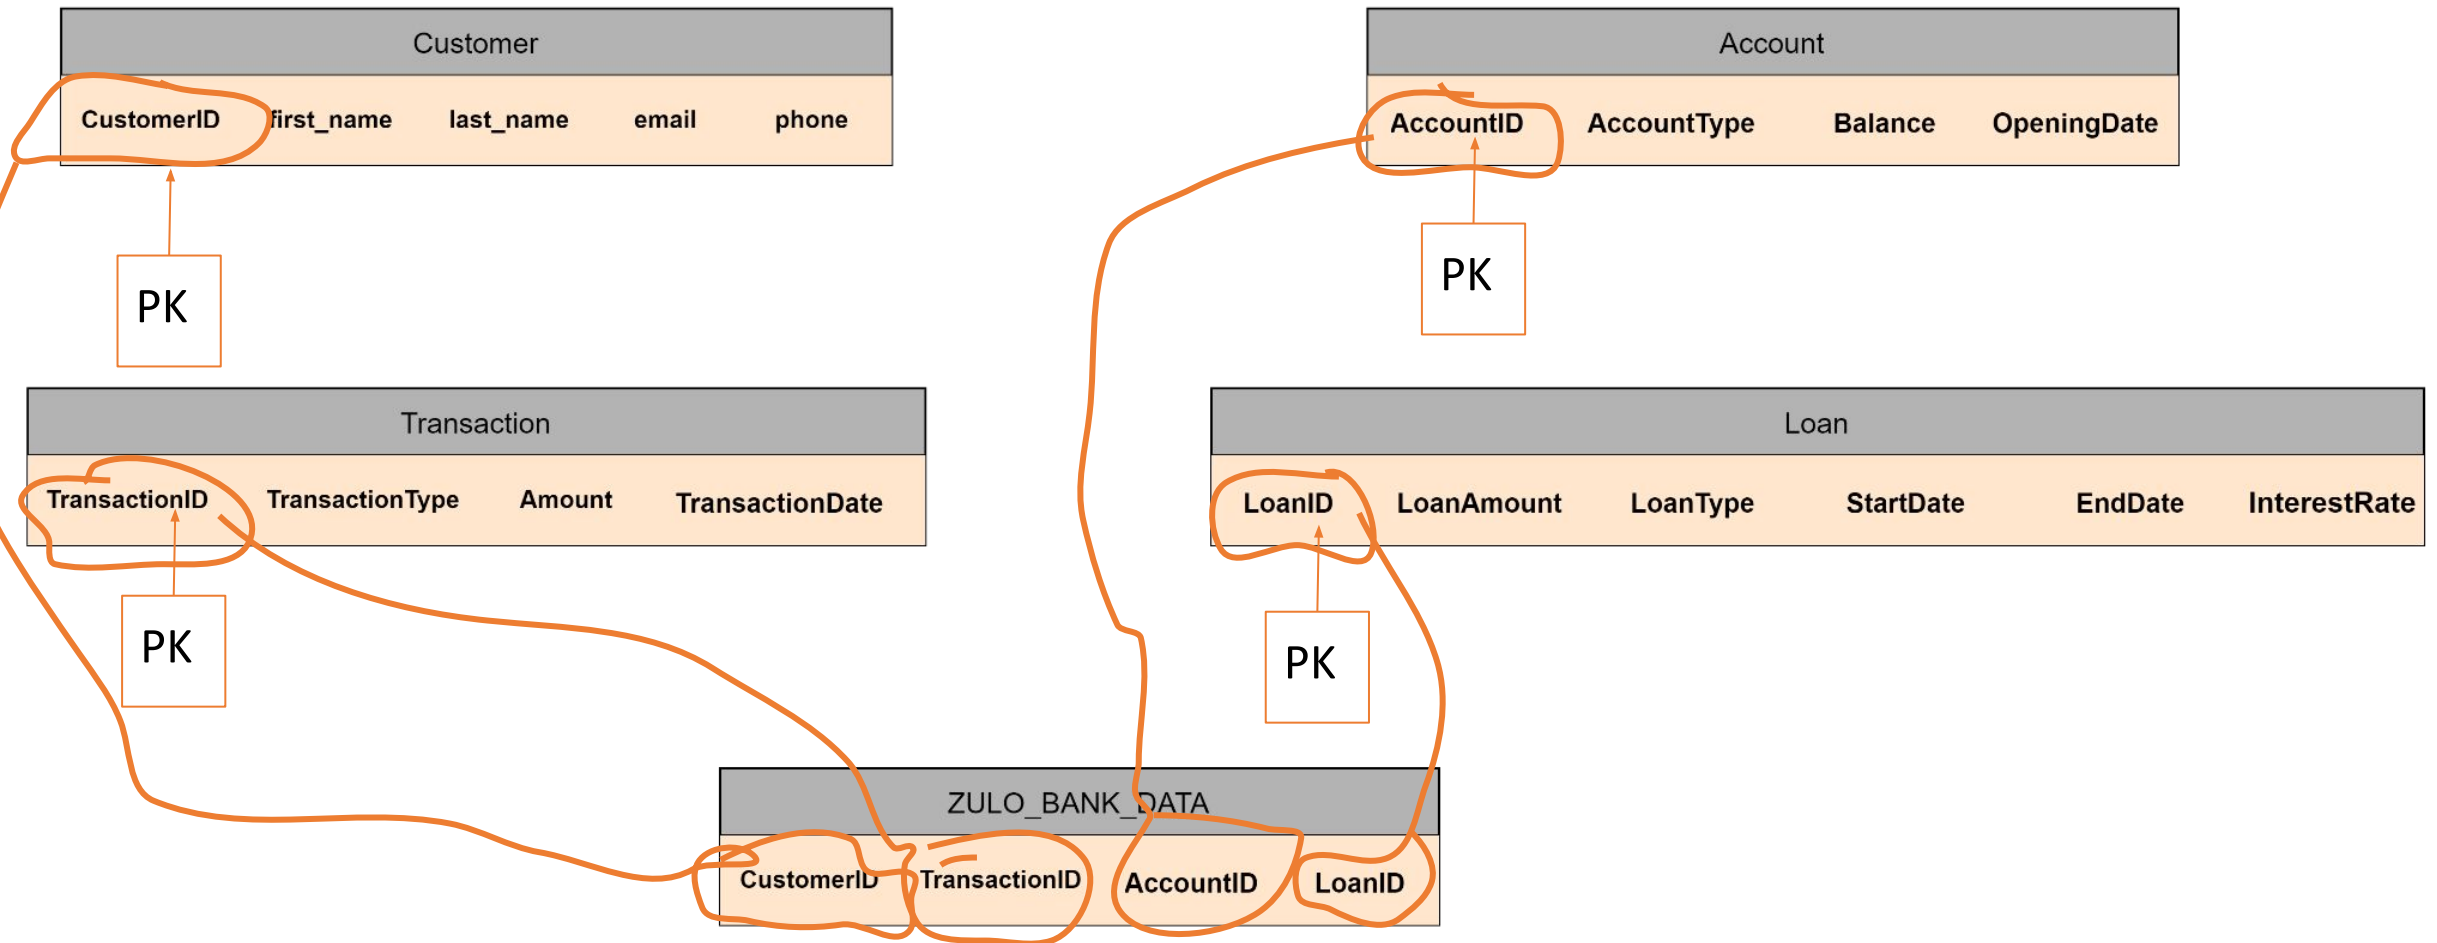 Customer
CustomerID first_name last_name email phone
PK
Account
AccountID AccountType Balance OpeningDate
PK
Transaction
TransactionID TransactionType Amount TransactionDate
PK
Loan
LoanID LoanAmount LoanType StartDate EndDate InterestRate
PK
ZULO_BANK_DATA
CustomerID TransactionID AccountID LoanID